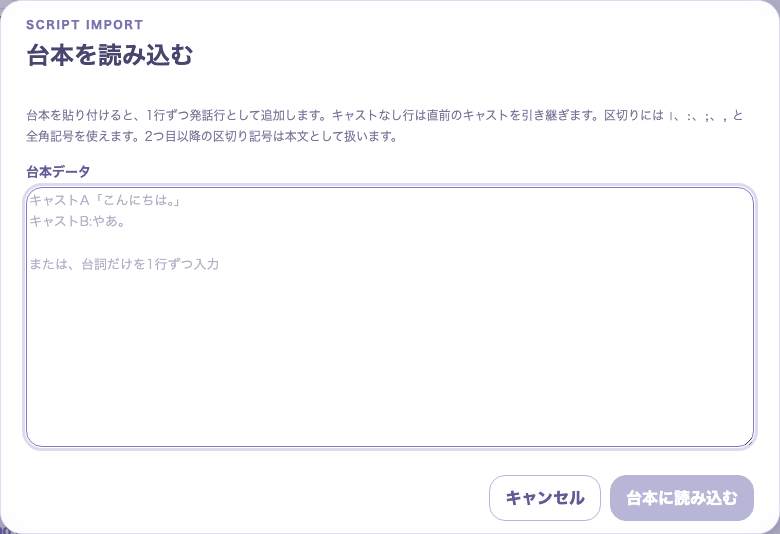 SCRIPT IMPORT
台本を読み込む
台本を貼り付けると、1行ずつ発話行として追加します。キャストなし行は直前のキャストを引き継ぎます。区切りには |、:、;、, と
全角記号を使えます。2つ目以降の区切り記号は本文として扱います。
台本データ
キャストA「こんにちは。」
キャストB:やあ。
または、台詞だけを1行ずつ入力
キャンセル
台本に読み込む